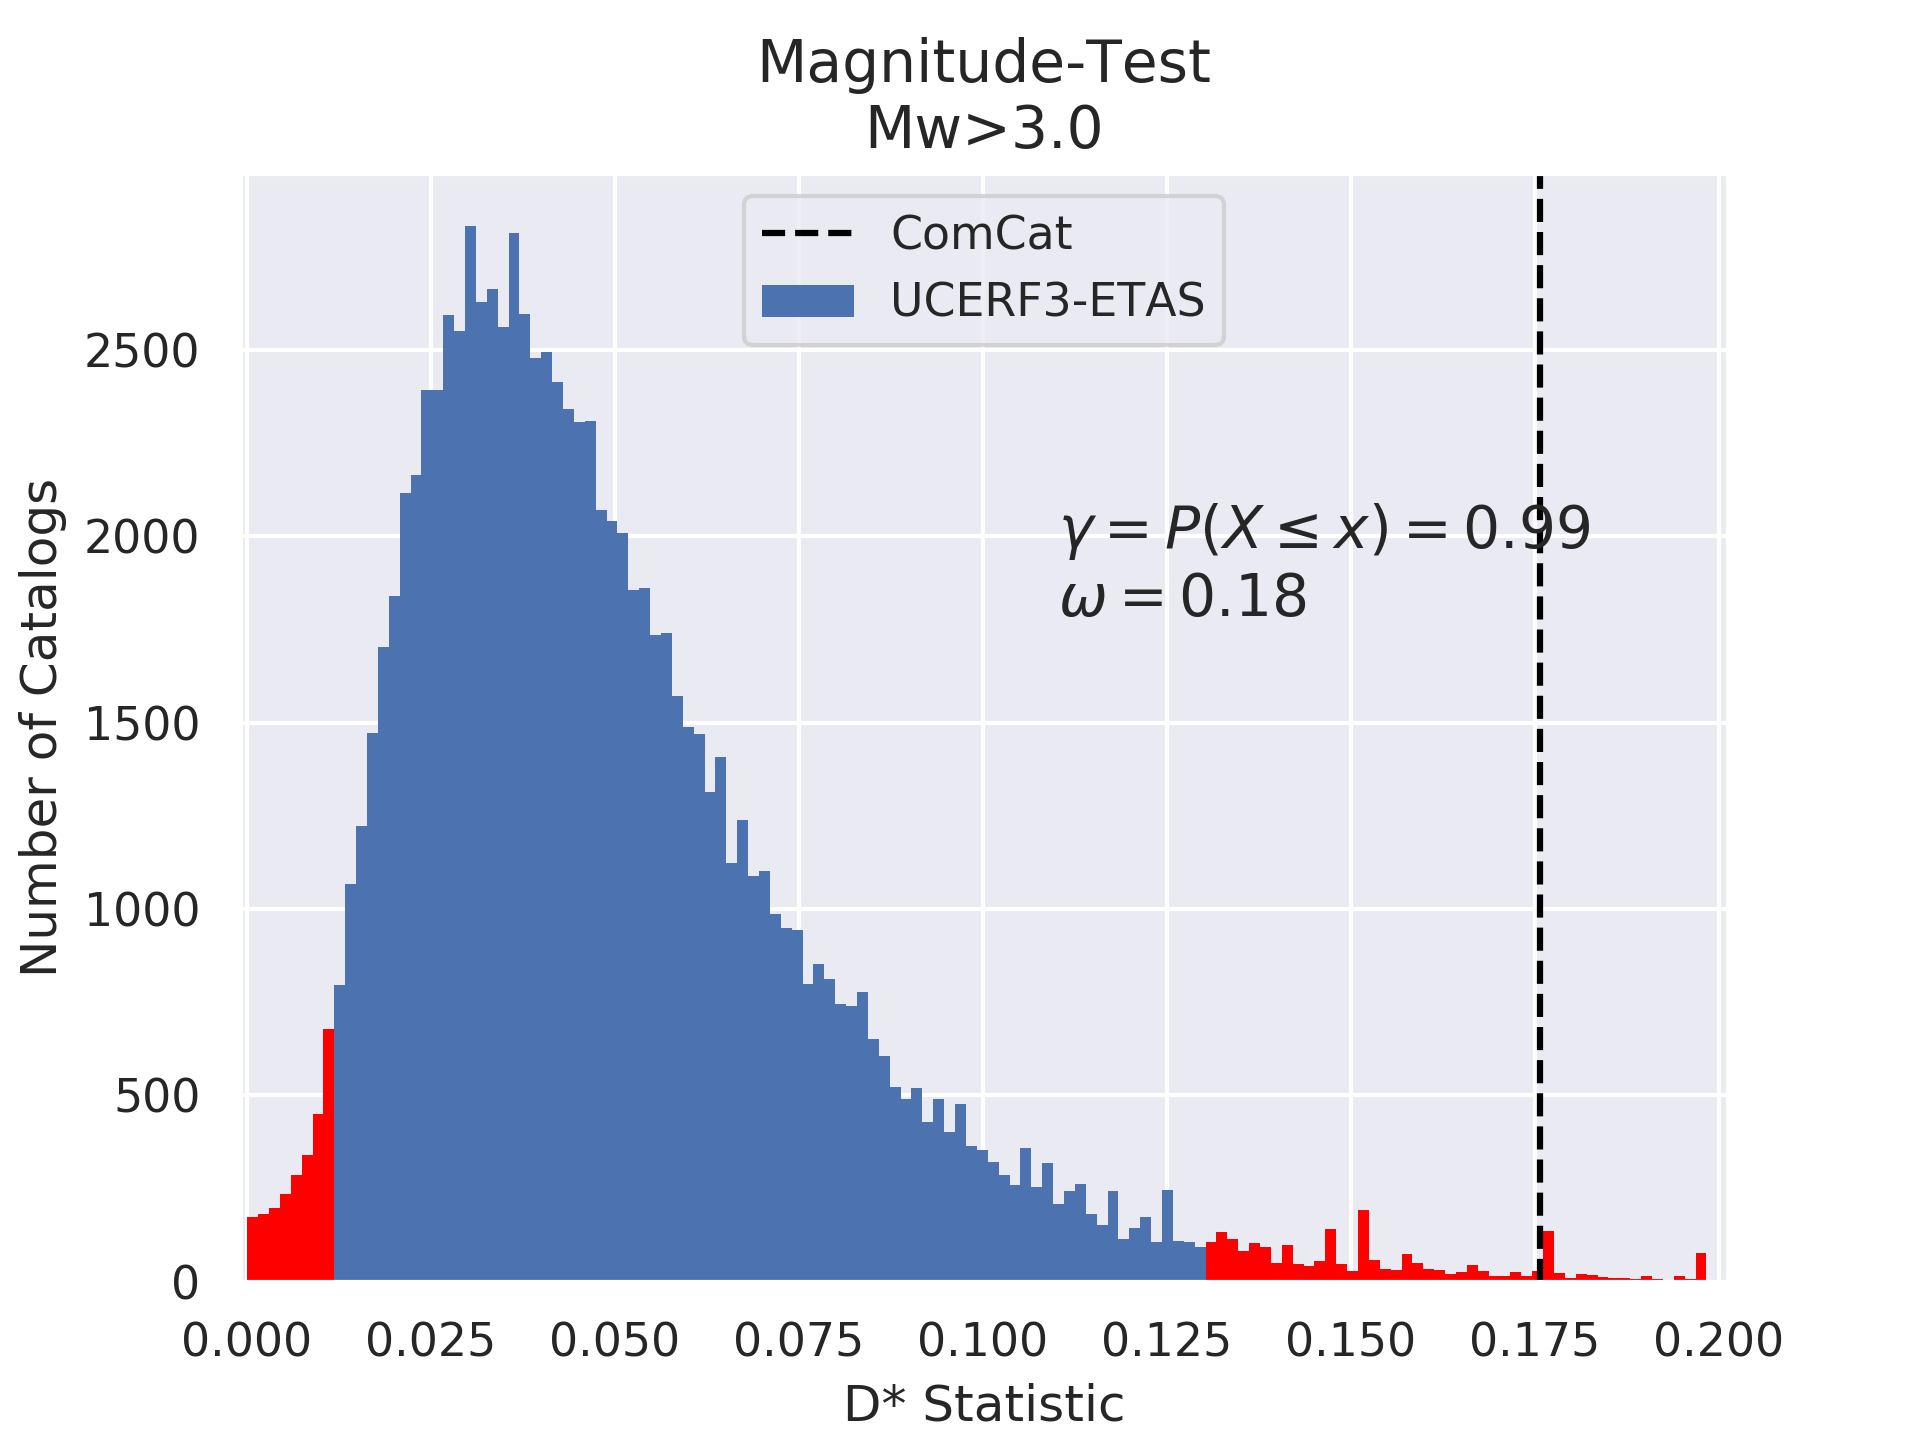 Magnitude-Test
Mw>3.0
ComCat
UCERF3-ETAS
γ = P(X ≤ x) = 0.99
ω = 0.18
Number of Catalogs
2500
2000
1500
1000
500
0
0.000 0.025 0.050 0.075 0.100 0.125 0.150 0.175 0.200
D* Statistic